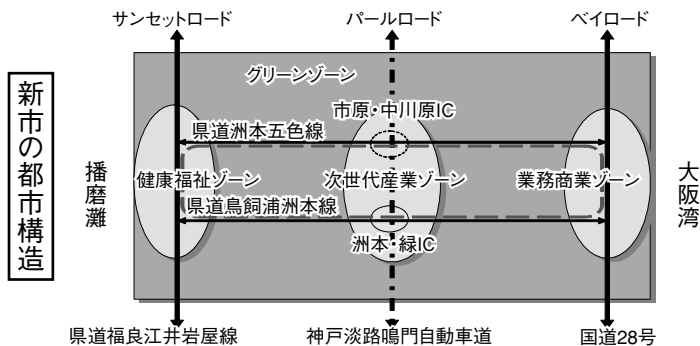 サンセットロード
パールロード
ベイロード
新市の都市構造
グリーンゾーン
市原・中川原IC
県道洲本五色線
播磨灘
健康福祉ゾーン
次世代産業ゾーン
業務商業ゾーン
大阪湾
県道鳥飼浦洲本線
洲本・緑IC
県道福良江井岩屋線
神戸淡路鳴門自動車道
国道28号